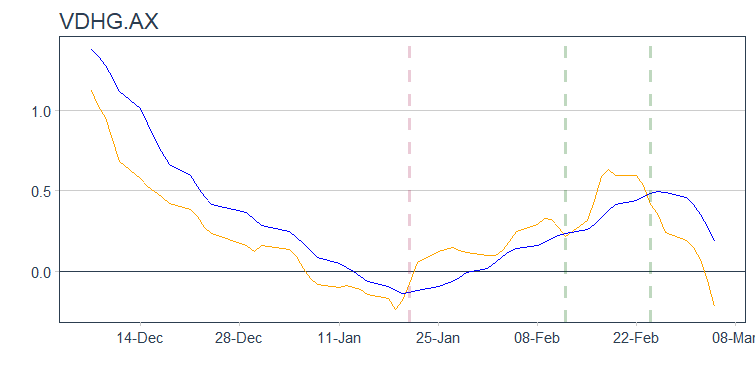 VDHG.AX
1.0
0.5
0.0
14-Dec
28-Dec
11-Jan
25-Jan
08-Feb
22-Feb
08-Mar